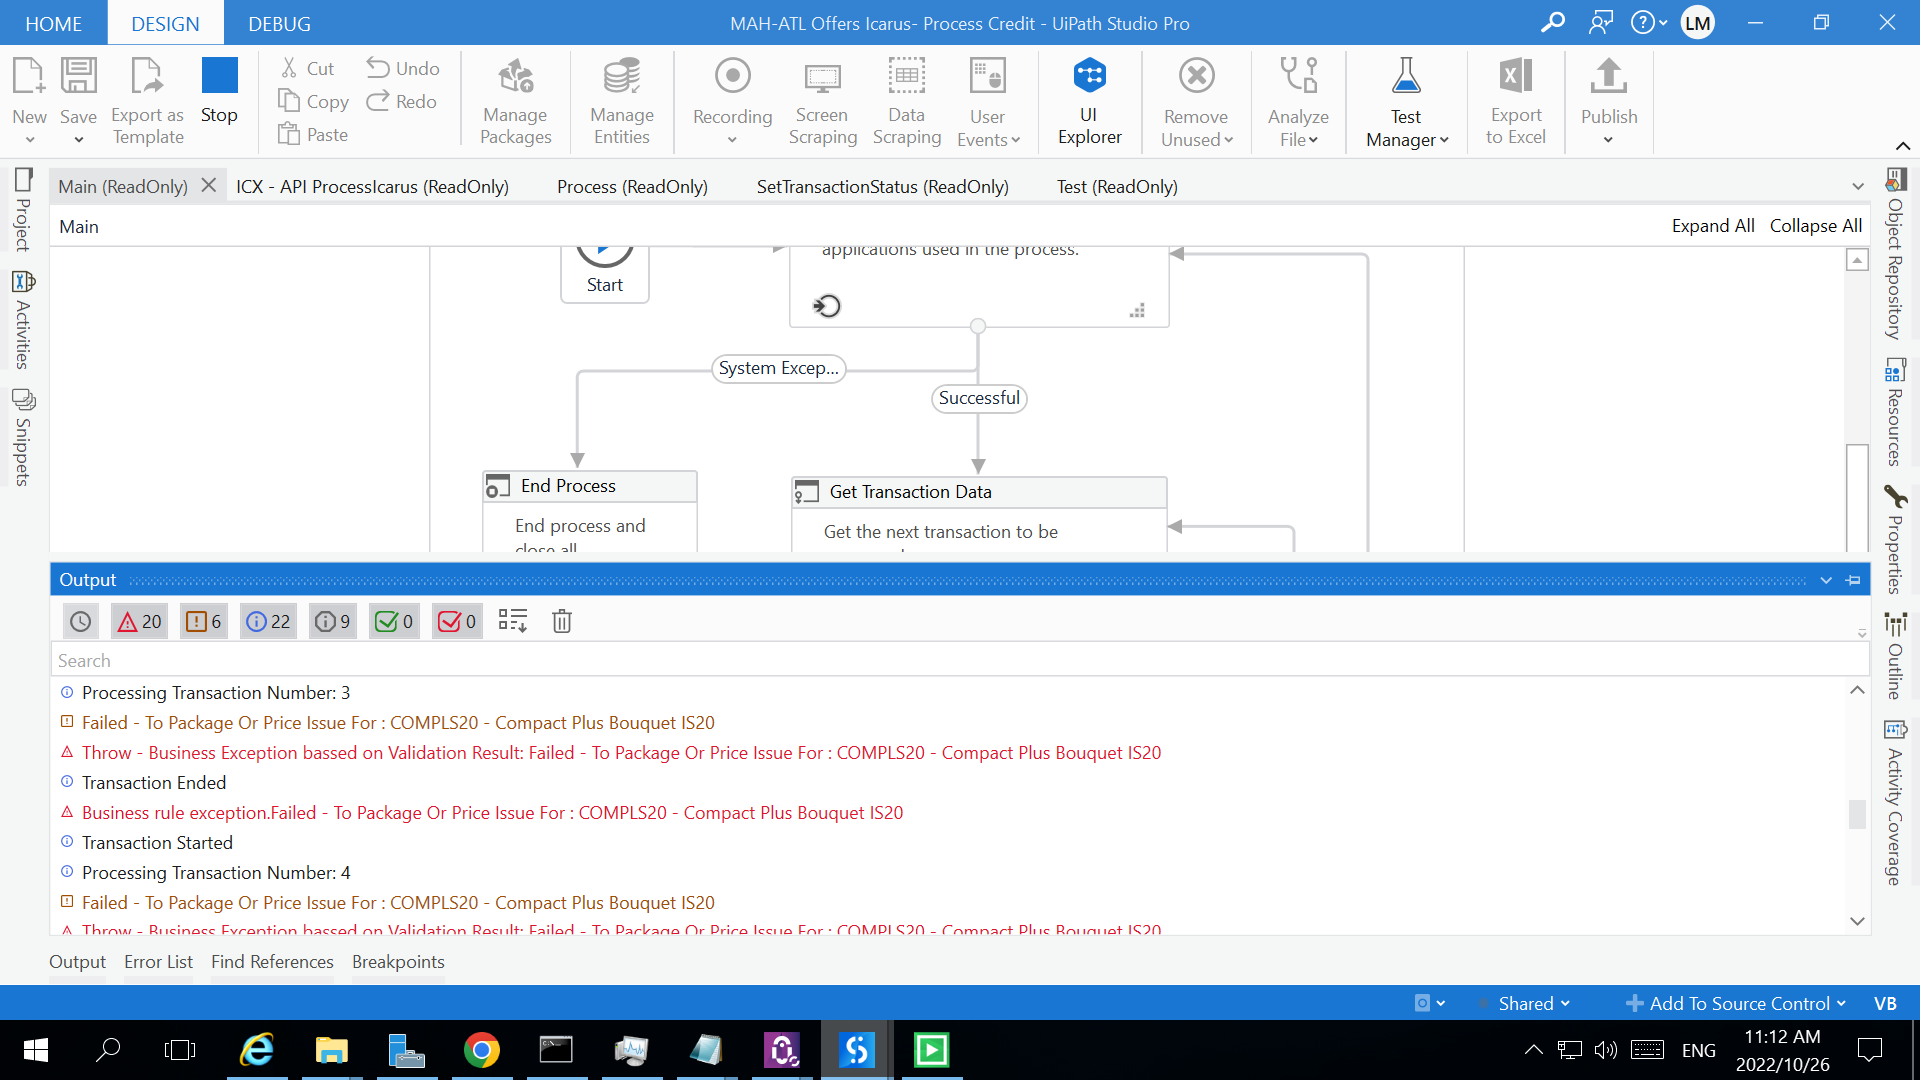 HOME
DESIGN
DEBUG
MAH-ATL Offers Icarus- Process Credit - UiPath Studio Pro
LM
New
Save
Export as
Template
Stop
Cut
Copy
Paste
Undo
Redo
Manage
Packages
Manage
Entities
Recording
Screen
Scraping
Data
Scraping
User
Events
UI
Explorer
Remove
Unused
Analyze
File
Test
Manager
Export
to Excel
Publish
Project
Activities
Snippets
Main (ReadOnly)
ICX - API ProcessIcarus (ReadOnly)
Process (ReadOnly)
SetTransactionStatus (ReadOnly)
Test (ReadOnly)
Main
Expand All
Collapse All
Start
applications used in the process.
System Excep...
Successful
End Process
End process and
close all
Get Transaction Data
Get the next transaction to be
Object Repository
Resources
Properties
Outline
Activity Coverage
Output
20
6
22
9
0
0
Search
Processing Transaction Number: 3
Failed - To Package Or Price Issue For : COMPLS20 - Compact Plus Bouquet IS20
Throw - Business Exception bassed on Validation Result: Failed - To Package Or Price Issue For : COMPLS20 - Compact Plus Bouquet IS20
Transaction Ended
Business rule exception.Failed - To Package Or Price Issue For : COMPLS20 - Compact Plus Bouquet IS20
Transaction Started
Processing Transaction Number: 4
Failed - To Package Or Price Issue For : COMPLS20 - Compact Plus Bouquet IS20
Throw - Business Exception bassed on Validation Result: Failed - To Package Or Price Issue For : COMPLS20 - Compact Plus Bouquet IS20
Output
Error List
Find References
Breakpoints
Shared
Add To Source Control
VB
ENG
11:12 AM
2022/10/26